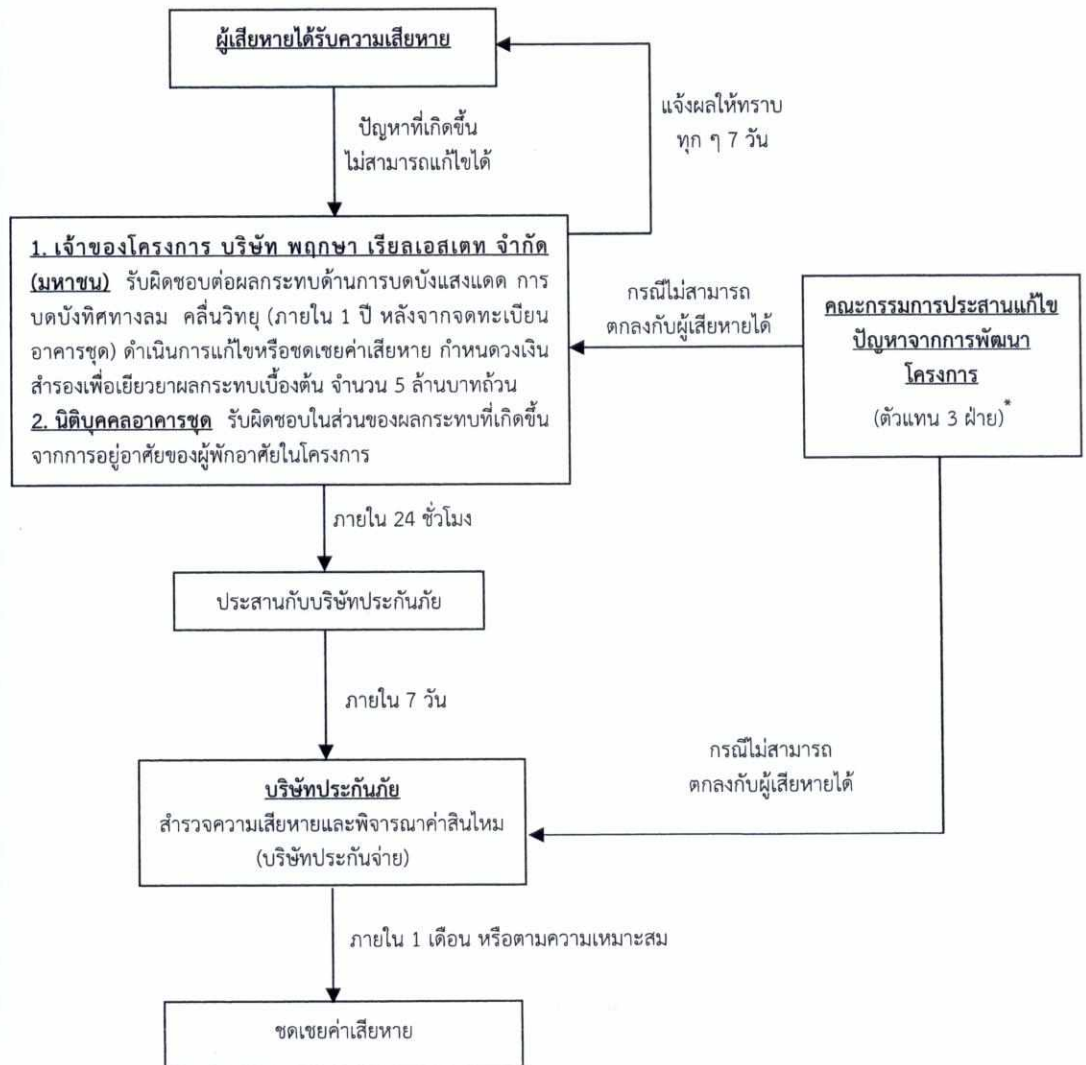 ผู้เสียหายได้รับความเสียหาย
แจ้งผลให้ทราบ
ทุก ๆ 7 วัน
ปัญหาที่เกิดขึ้น
ไม่สามารถแก้ไขได้
1. เจ้าของโครงการ บริษัท พฤกษา เรียลเอสเตท จำกัด
(มหาชน) รับผิดชอบต่อผลกระทบด้านการบดบังแสงแดด การ
บดบังทิศทางลม คลื่นวิทยุ (ภายใน 1 ปี หลังจากจดทะเบียน
อาคารชุด) ดำเนินการแก้ไขหรือชดเชยค่าเสียหาย กำหนดวงเงิน
สำรองเพื่อเยียวยาผลกระทบเบื้องต้น จำนวน 5 ล้านบาทถ้วน
2. นิติบุคคลอาคารชุด รับผิดชอบในส่วนของผลกระทบที่เกิดขึ้น
จากการอยู่อาศัยของผู้พักอาศัยในโครงการ
กรณีไม่สามารถ
ตกลงกับผู้เสียหายได้
คณะกรรมการประสานแก้ไข
ปัญหาจากการพัฒนา
โครงการ
(ตัวแทน 3 ฝ่าย)*
ภายใน 24 ชั่วโมง
ประสานกับบริษัทประกันภัย
ภายใน 7 วัน
กรณีไม่สามารถ
ตกลงกับผู้เสียหายได้
บริษัทประกันภัย
สำรวจความเสียหายและพิจารณาค่าสินไหม
(บริษัทประกันจ่าย)
ภายใน 1 เดือน หรือตามความเหมาะสม
ชดเชยค่าเสียหาย